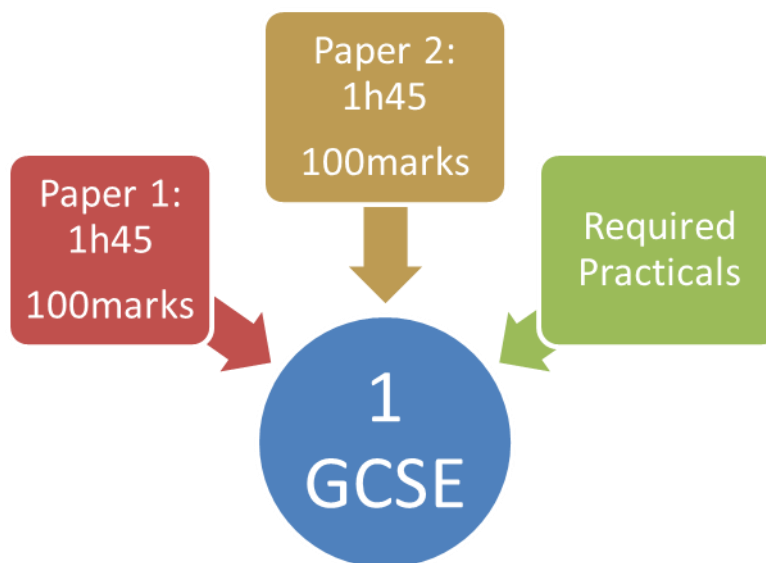 Paper 1:
1h45
100marks
Paper 2:
1h45
100marks
Required
Practicals
1
GCSE